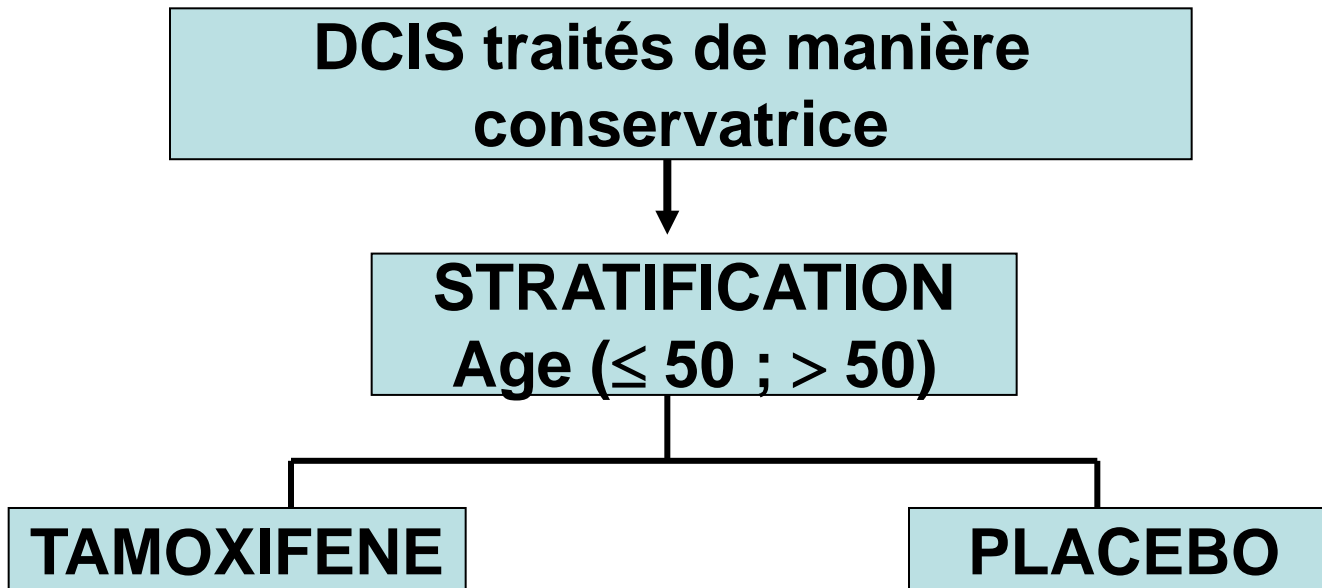 DCIS traités de manière
conservatrice
STRATIFICATION
Age (≤ 50 ; > 50)
TAMOXIFENE
PLACEBO